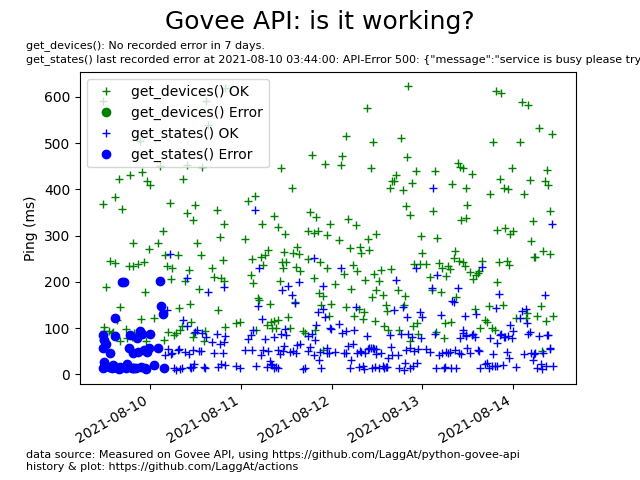 Govee API: is it working?
get_devices(): No recorded error in 7 days.
get_states() last recorded error at 2021-08-10 03:44:00: API-Error 500: {"message":"service is busy please try
get_devices() OK
get_devices() Error
get_states() OK
get_states() Error
Ping (ms)
600
500
400
300
200
100
0
2021-08-10
2021-08-11
2021-08-12
2021-08-13
2021-08-14
data source: Measured on Govee API, using https://github.com/LaggAt/python-govee-api
history & plot: https://github.com/LaggAt/actions